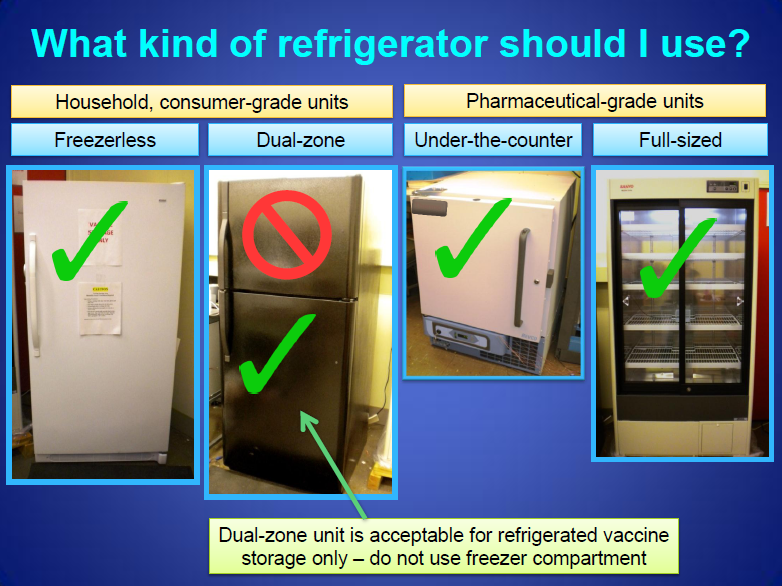 What kind of refrigerator should I use?
Household, consumer-grade units
Pharmaceutical-grade units
Freezerless
Dual-zone
Under-the-counter
Full-sized
VACCINE
STORAGE
ONLY
Dual-zone unit is acceptable for refrigerated vaccine
storage only – do not use freezer compartment